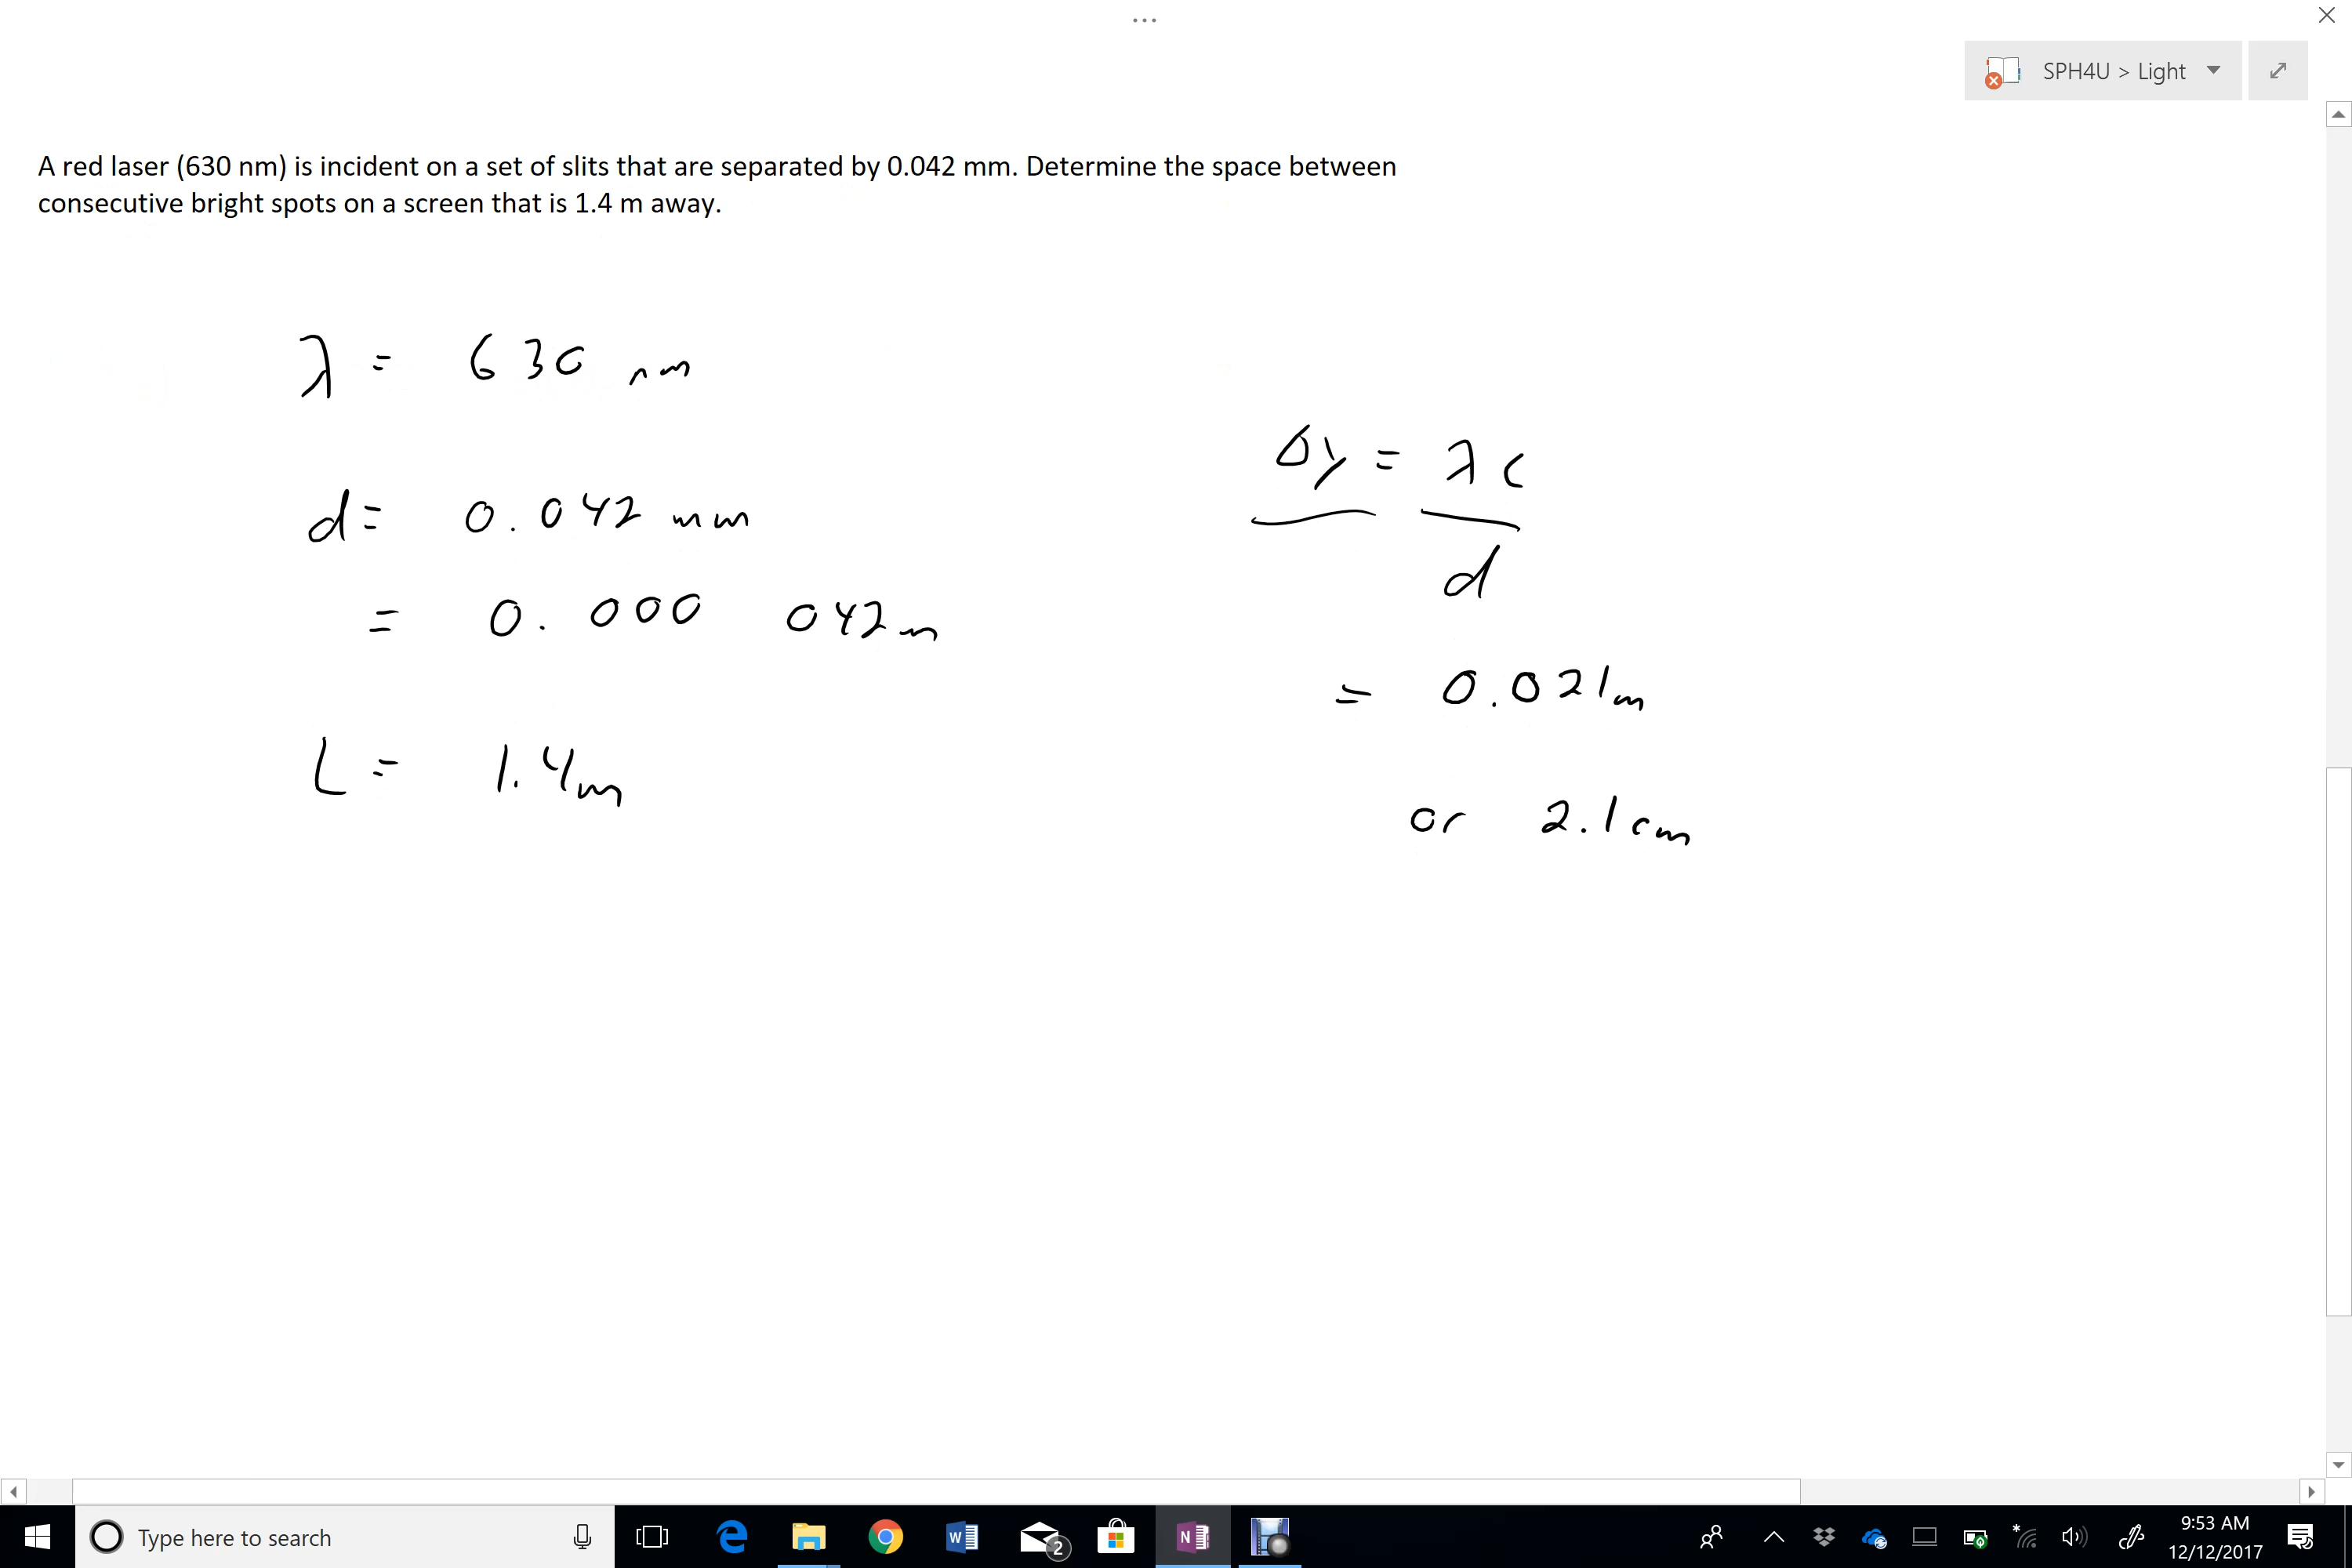 SPH4U > Light
A red laser (630 nm) is incident on a set of slits that are separated by 0.042 mm. Determine the space between
consecutive bright spots on a screen that is 1.4 m away.
λ = 630 nm
d = 0.042 mm
= 0.000 042 m
L = 1.4 m
Δy = λL
d
= 0.021 m
or 2.1 cm
Type here to search
2
9:53 AM
12/12/2017